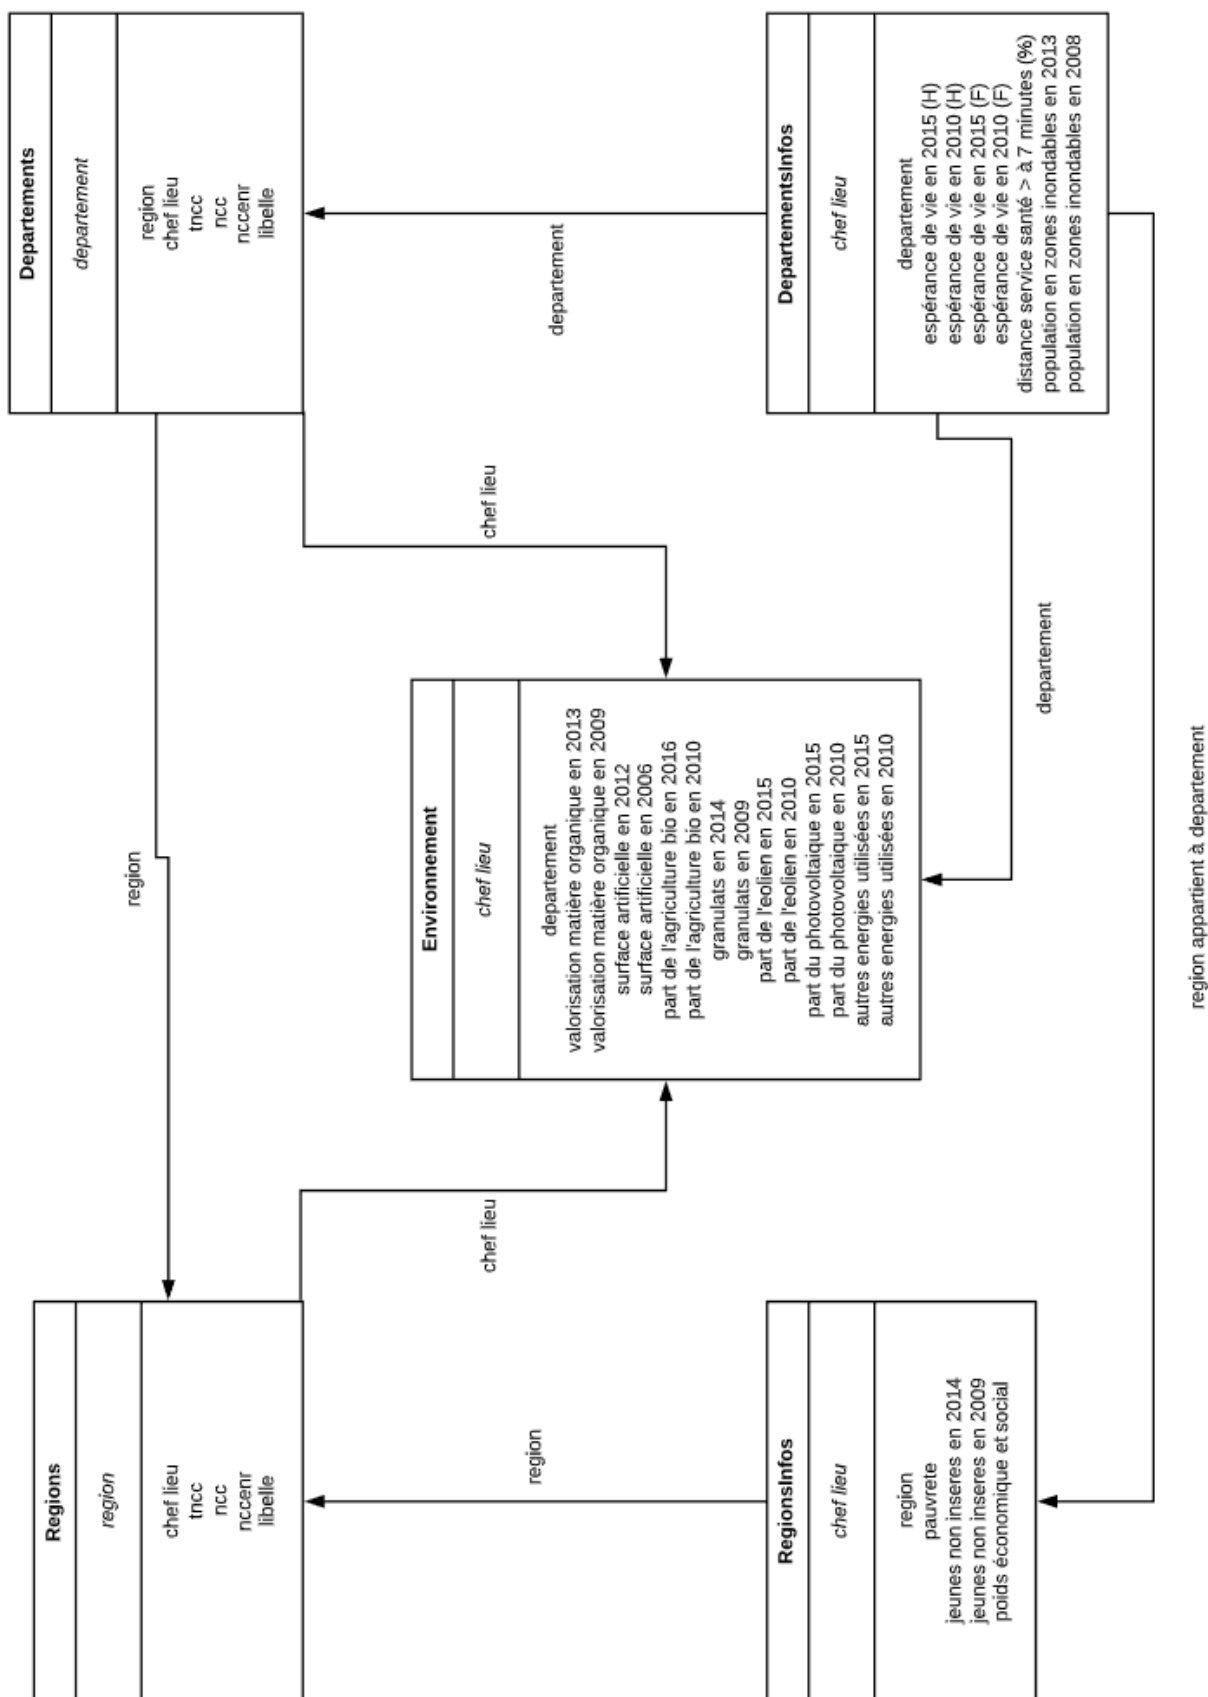 Regions
region
chef lieu
tncc
ncc
nccenr
libelle
region
Departements
departement
region
chef lieu
tncc
ncc
nccenr
libelle
chef lieu
chef lieu
Environnement
chef lieu
departement
valorisation matière organique en 2013
valorisation matière organique en 2009
surface artificielle en 2012
surface artificielle en 2006
part de l'agriculture bio en 2016
part de l'agriculture bio en 2010
granulats en 2014
granulats en 2009
part de l'eolien en 2015
part de l'eolien en 2010
part du photovoltaique en 2015
part du photovoltaique en 2010
autres energies utilisées en 2015
autres energies utilisées en 2010
region
departement
RegionsInfos
chef lieu
region
pauvrete
jeunes non inseres en 2014
jeunes non inseres en 2009
poids économique et social
DepartementsInfos
chef lieu
departement
espérance de vie en 2015 (H)
espérance de vie en 2010 (H)
espérance de vie en 2015 (F)
espérance de vie en 2010 (F)
distance service santé > à 7 minutes (%)
population en zones inondables en 2013
population en zones inondables en 2008
departement
region appartient à departement